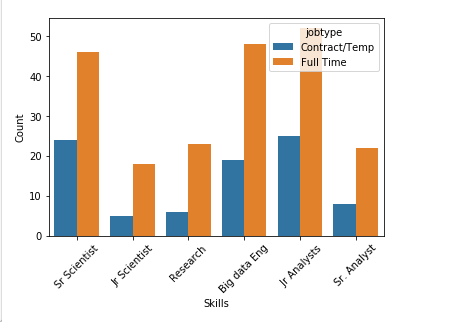 jobtype
Contract/Temp
Full Time
50
40
30
20
10
0
Count
Sr Scientist
Jr Scientist
Research
Big data Eng
Jr Analysts
Sr. Analyst
Skills